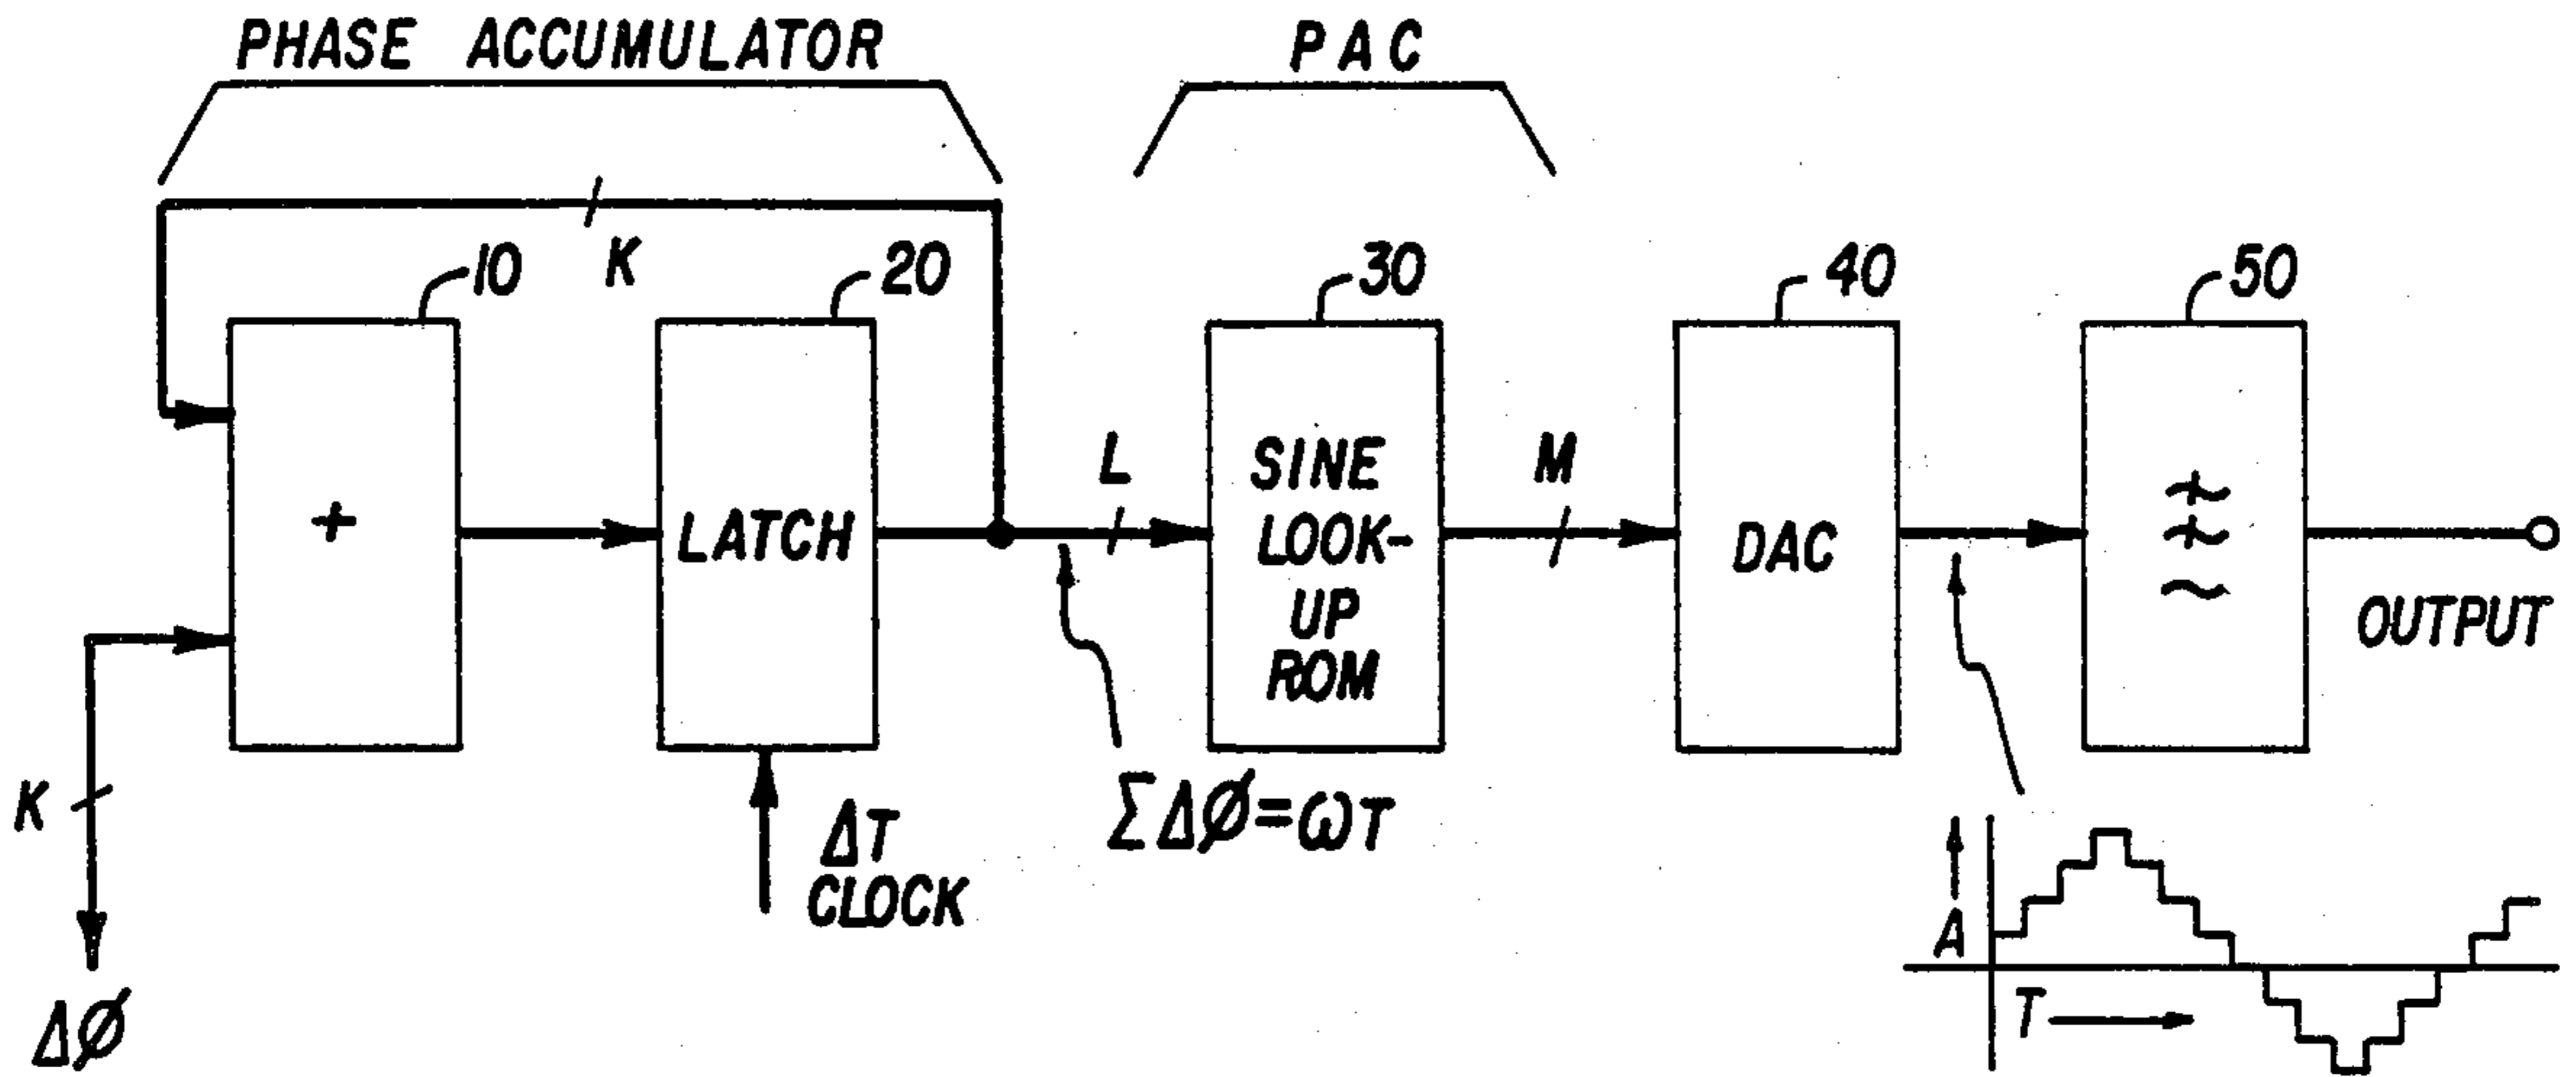 PHASE ACCUMULATOR
PAC
K
10
20
30
40
50
+
LATCH
L
SINE
LOOK-
UP
ROM
M
DAC
OUTPUT
K
ΔT
CLOCK
ΣΔØ=ωT
ΔØ
A
T